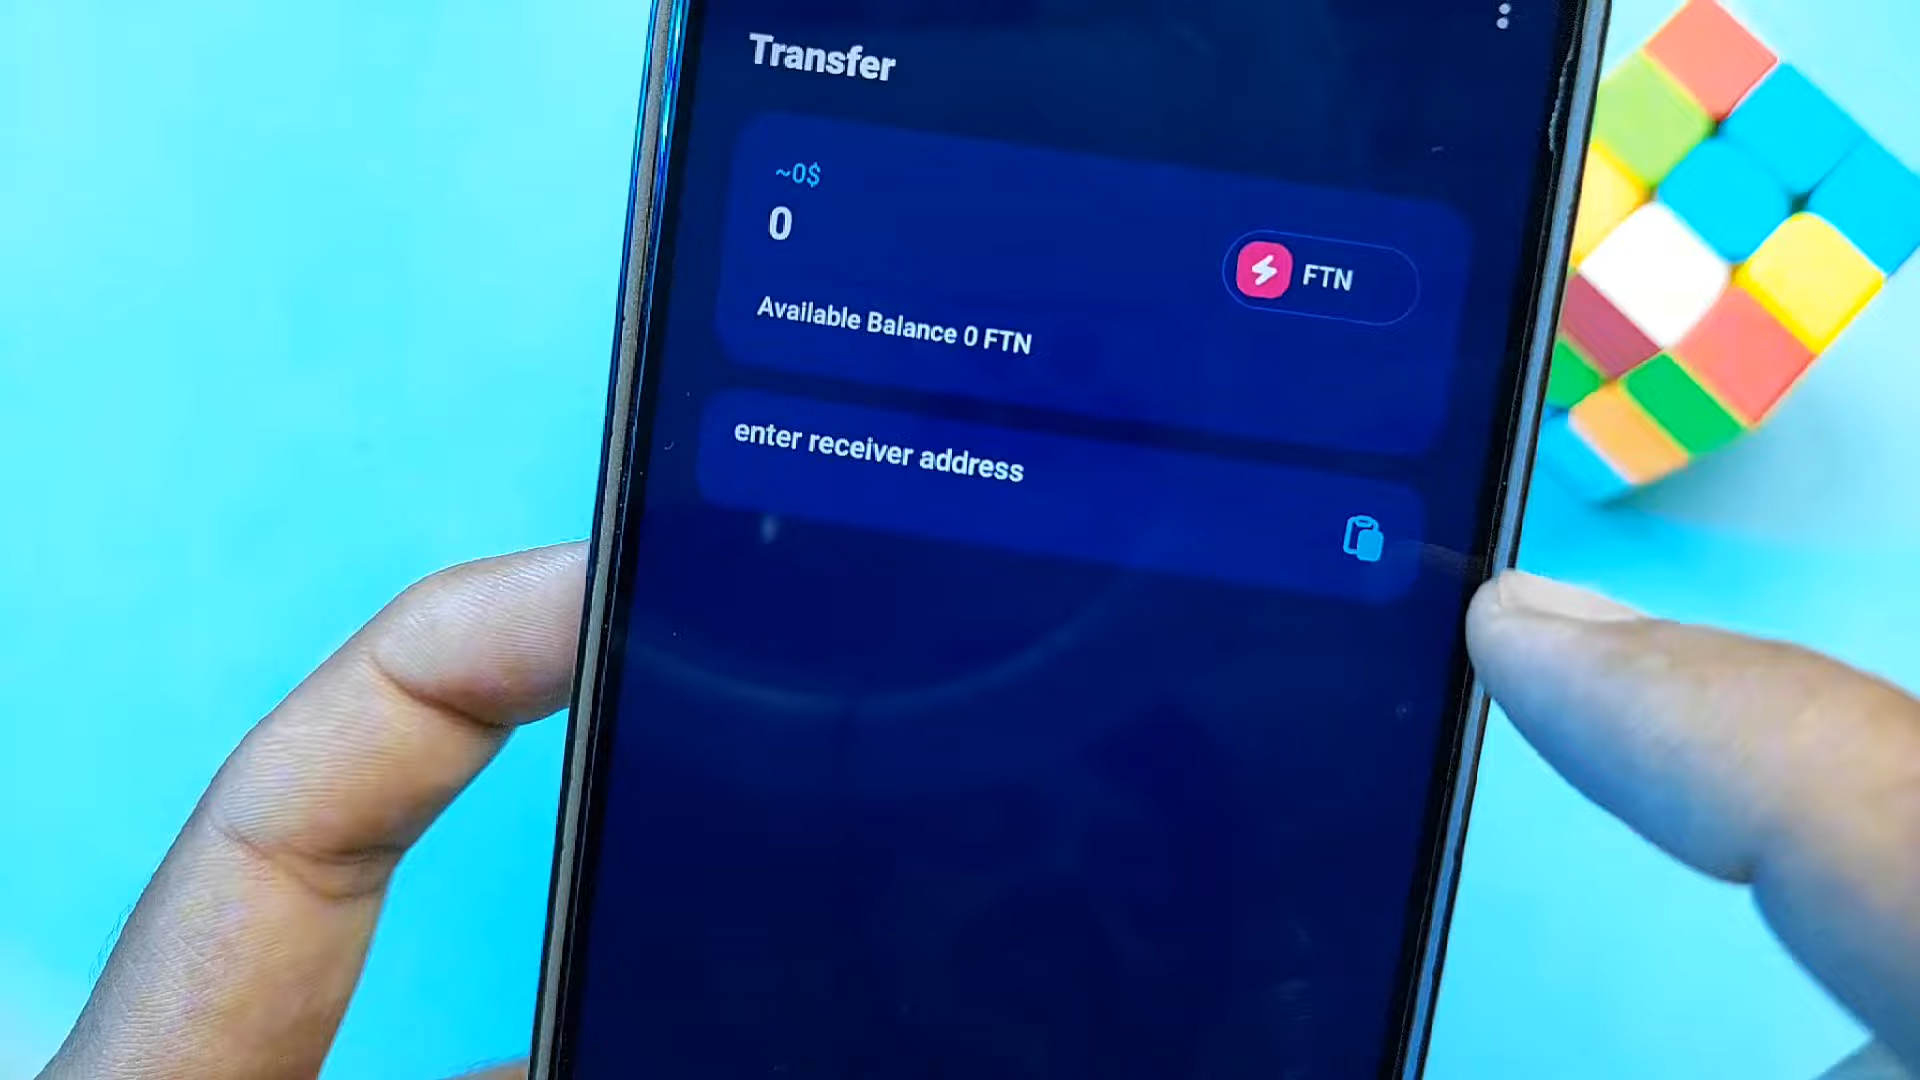 Transfer
~0$
0
FTN
Available Balance 0 FTN
enter receiver address